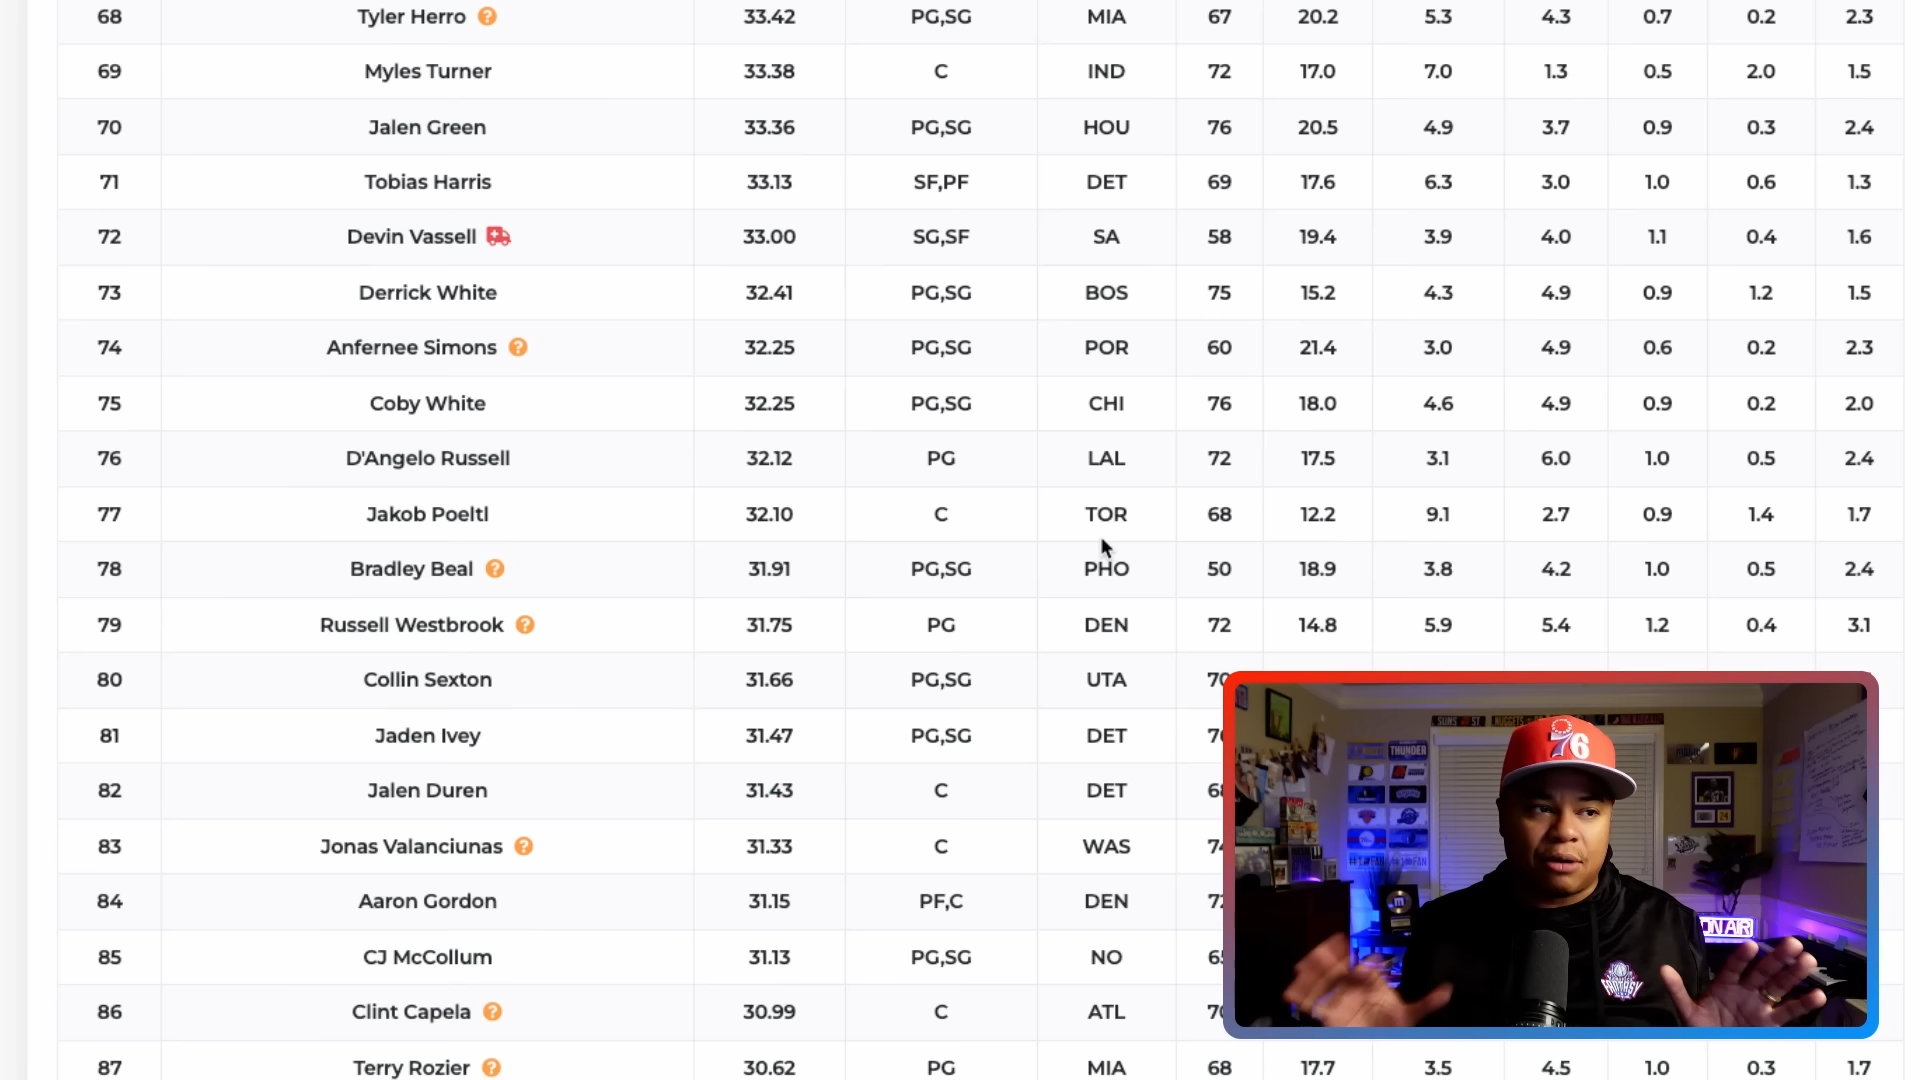 68 Tyler Herro ? 33.42 PG,SG MIA 67 20.2 5.3 4.3 0.7 0.2 2.3
69 Myles Turner 33.38 C IND 72 17.0 7.0 1.3 0.5 2.0 1.5
70 Jalen Green 33.36 PG,SG HOU 76 20.5 4.9 3.7 0.9 0.3 2.4
71 Tobias Harris 33.13 SF,PF DET 69 17.6 6.3 3.0 1.0 0.6 1.3
72 Devin Vassell 33.00 SG,SF SA 58 19.4 3.9 4.0 1.1 0.4 1.6
73 Derrick White 32.41 PG,SG BOS 75 15.2 4.3 4.9 0.9 1.2 1.5
74 Anfernee Simons ? 32.25 PG,SG POR 60 21.4 3.0 4.9 0.6 0.2 2.3
75 Coby White 32.25 PG,SG CHI 76 18.0 4.6 4.9 0.9 0.2 2.0
76 D'Angelo Russell 32.12 PG LAL 72 17.5 3.1 6.0 1.0 0.5 2.4
77 Jakob Poeltl 32.10 C TOR 68 12.2 9.1 2.7 0.9 1.4 1.7
78 Bradley Beal ? 31.91 PG,SG PHO 50 18.9 3.8 4.2 1.0 0.5 2.4
79 Russell Westbrook ? 31.75 PG DEN 72 14.8 5.9 5.4 1.2 0.4 3.1
80 Collin Sexton 31.66 PG,SG UTA
81 Jaden Ivey 31.47 PG,SG DET
82 Jalen Duren 31.43 C DET
83 Jonas Valanciunas ? 31.33 C WAS
84 Aaron Gordon 31.15 PF,C DEN
85 CJ McCollum 31.13 PG,SG NO
86 Clint Capela ? 30.99 C ATL
87 Terry Rozier ? 30.62 PG MIA 68 17.7 3.5 4.5 1.0 0.3 1.7
THUNDER
76
ON AIR
FANTASY